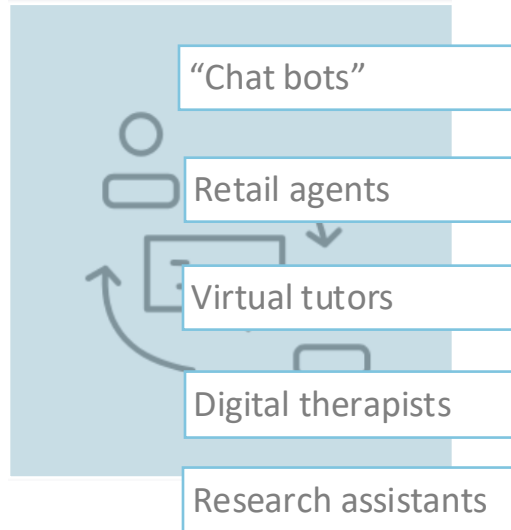 “Chat bots”
Retail agents
Virtual tutors
Digital therapists
Research assistants